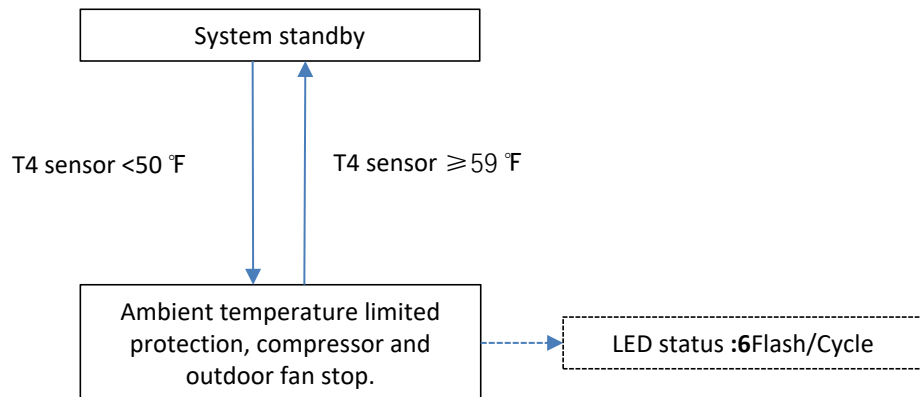 System standby
T4 sensor <50 ℉
T4 sensor ≥59 ℉
Ambient temperature limited
protection, compressor and
outdoor fan stop.
LED status :6Flash/Cycle